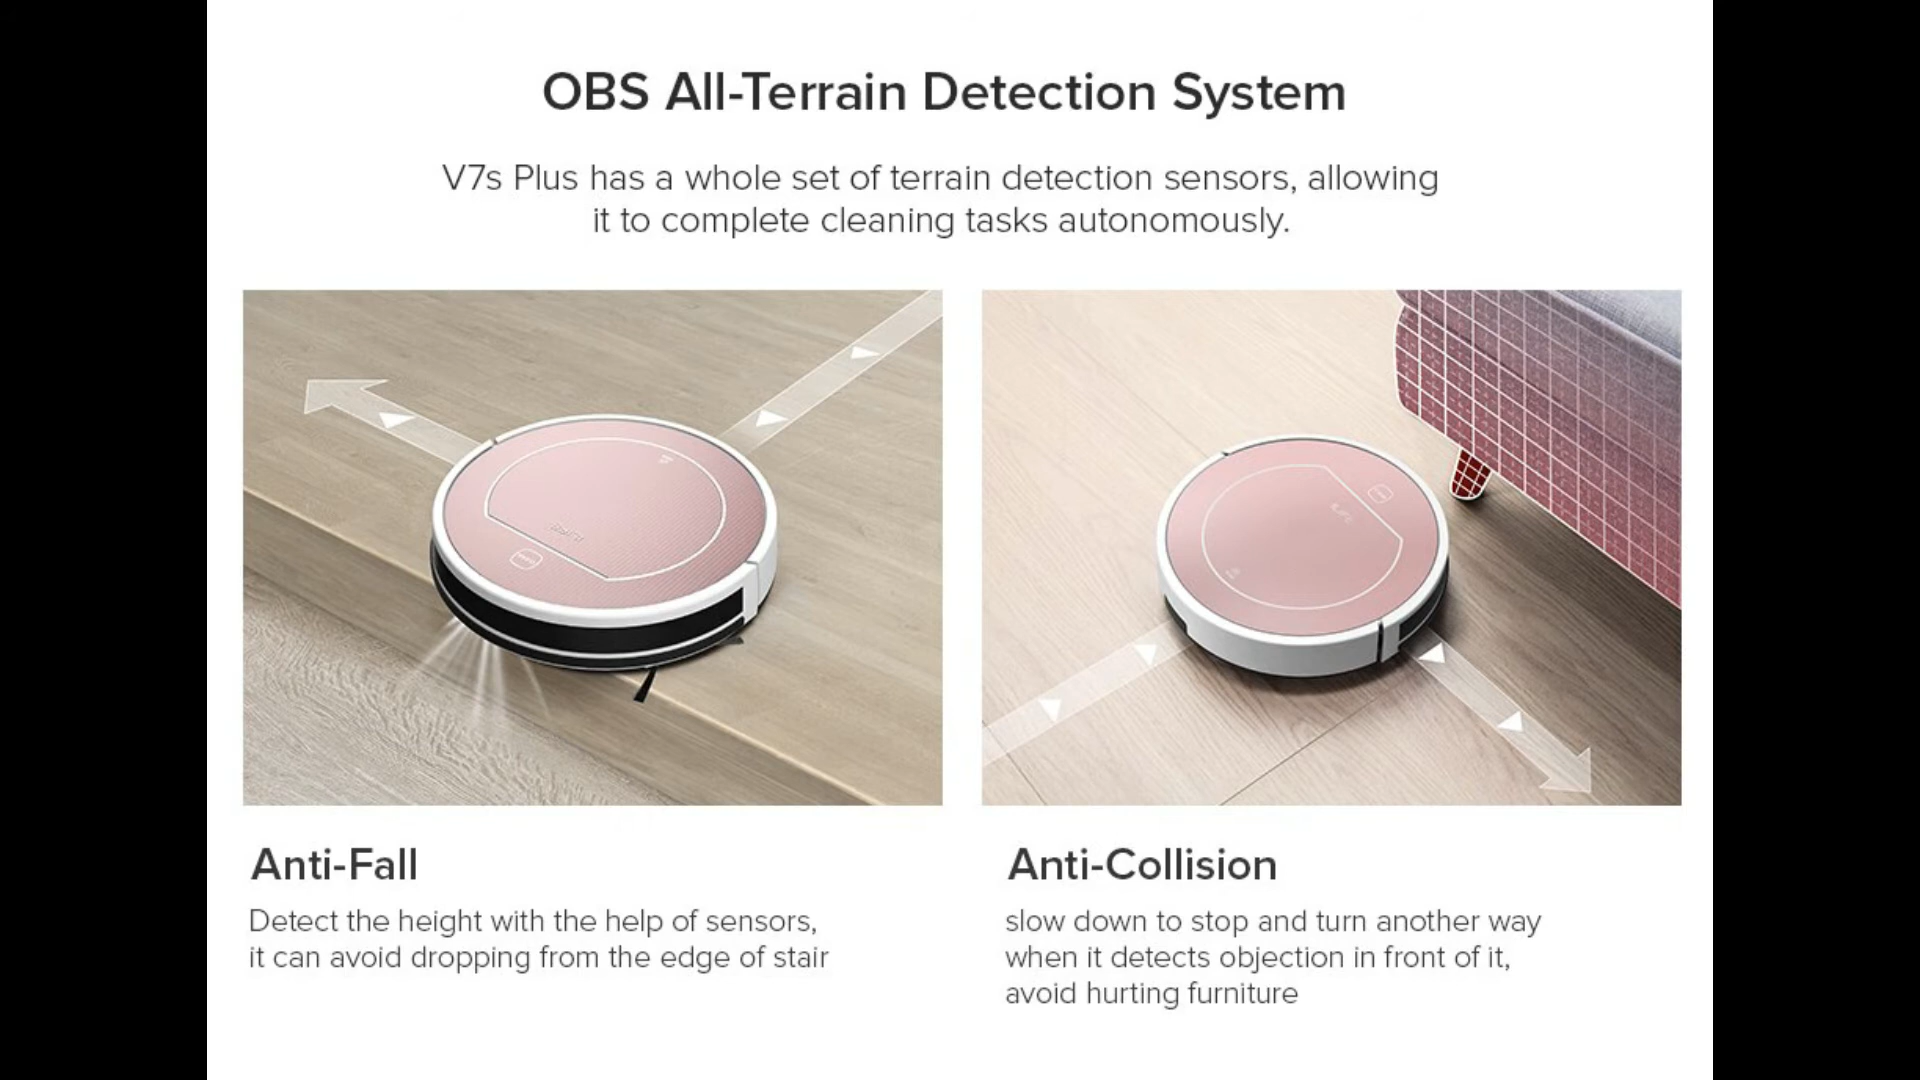 OBS All-Terrain Detection System
V7s Plus has a whole set of terrain detection sensors, allowing
it to complete cleaning tasks autonomously.
Anti-Fall
Detect the height with the help of sensors,
it can avoid dropping from the edge of stair
Anti-Collision
slow down to stop and turn another way
when it detects objection in front of it,
avoid hurting furniture